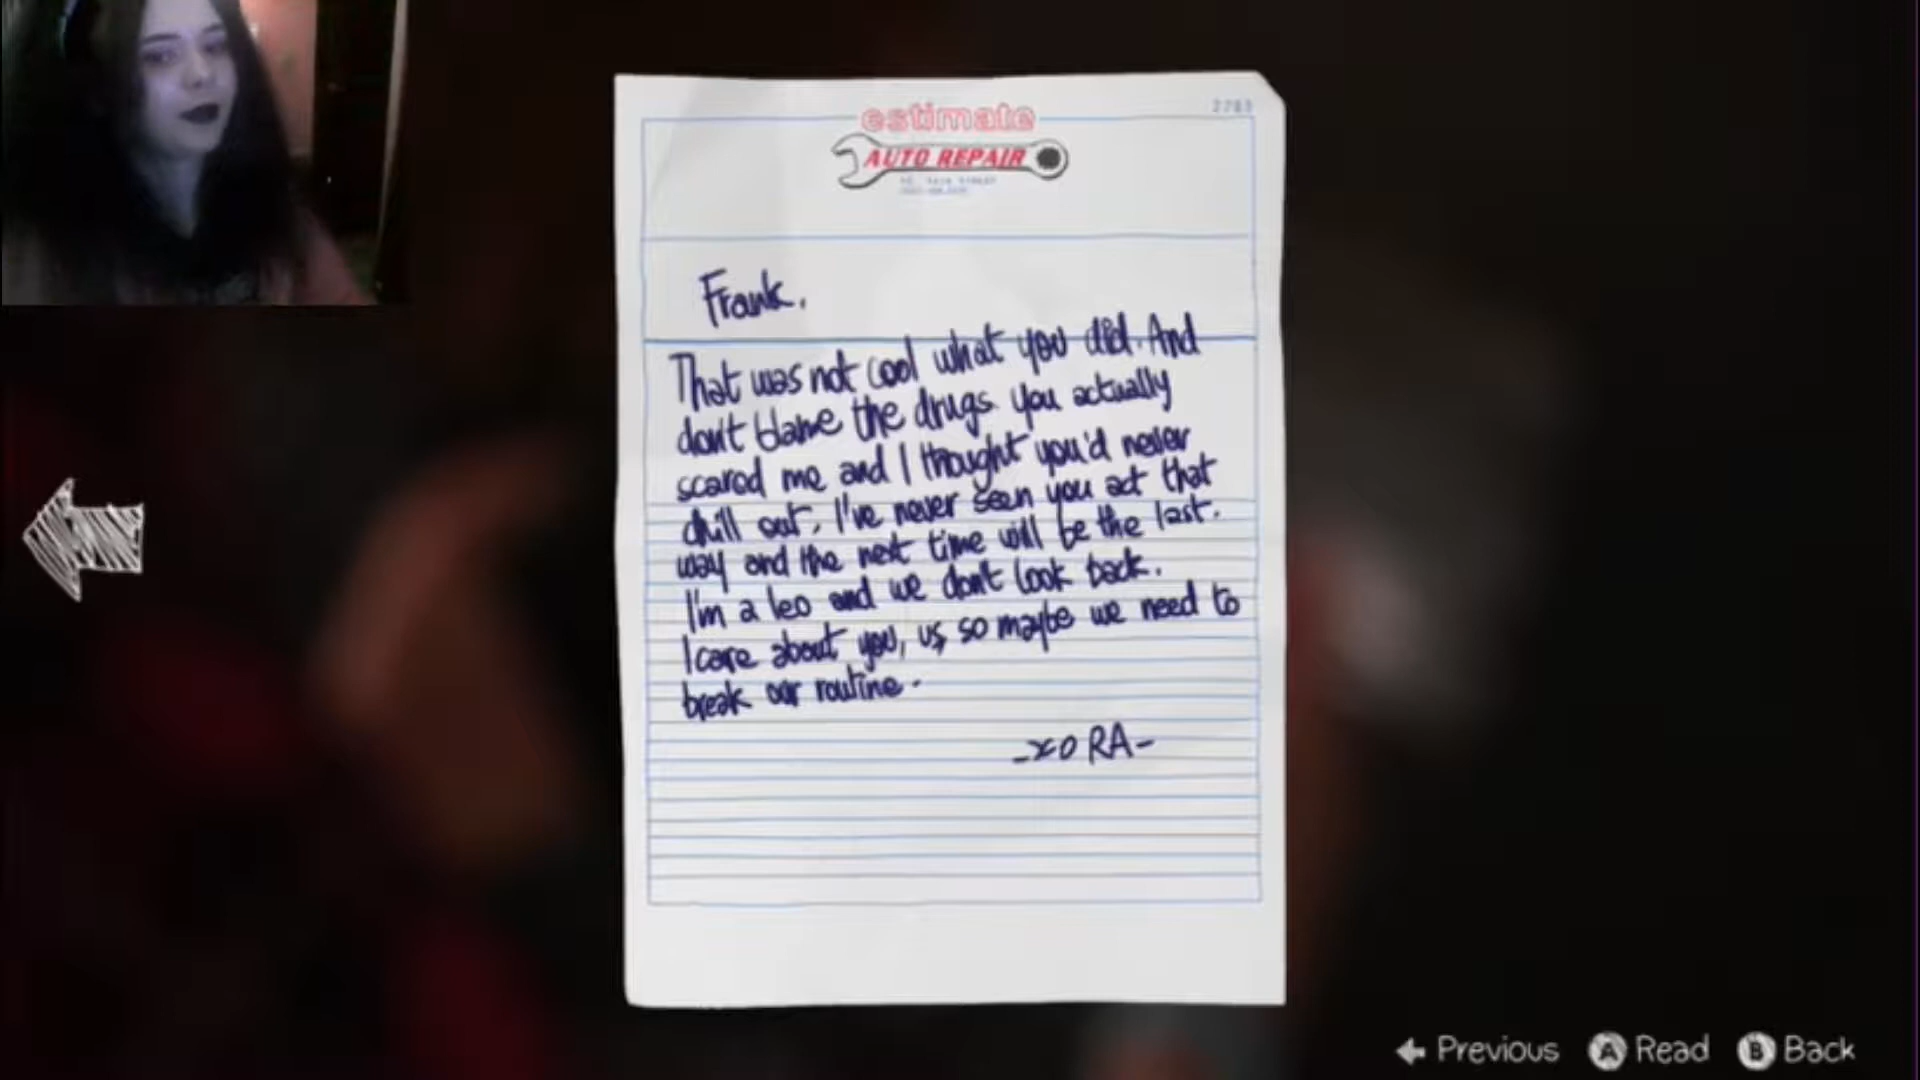 2783
estimate
AUTO REPAIR
Frank,
That was not cool what you did. And
don't blame the drugs you actually
scared me and I thought you'd never
chill out. I've never seen you act that
way and the next time will be the last.
I'm a leo and we don't look back.
I care about you, us, so maybe we need to
break our routine.
-xo RA-
Previous
A Read
B Back